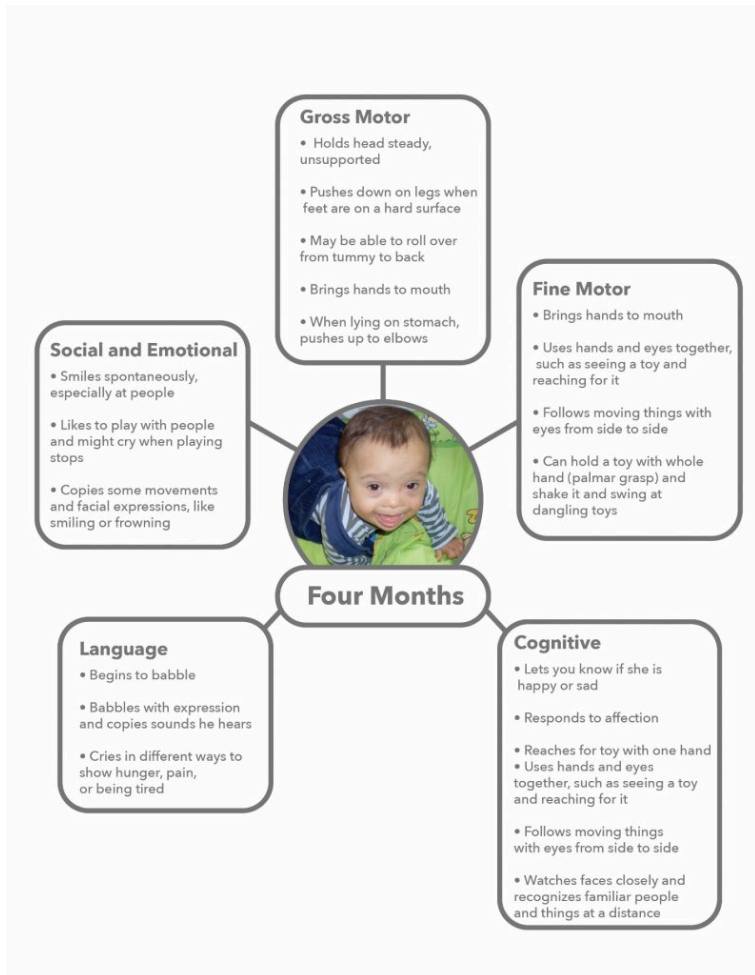 Gross Motor
•  Holds head steady,
unsupported
• Pushes down on legs when
feet are on a hard surface
• May be able to roll over
from tummy to back
• Brings hands to mouth
• When lying on stomach,
pushes up to elbows
Fine Motor
• Brings hands to mouth
• Uses hands and eyes together,
such as seeing a toy and
reaching for it
• Follows moving things with
eyes from side to side
• Can hold a toy with whole
hand (palmar grasp) and
shake it and swing at
dangling toys
Social and Emotional
• Smiles spontaneously,
especially at people
• Likes to play with people
and might cry when playing
stops
• Copies some movements
and facial expressions, like
smiling or frowning
Four Months
Language
• Begins to babble
• Babbles with expression
and copies sounds he hears
• Cries in different ways to
show hunger, pain,
or being tired
Cognitive
• Lets you know if she is
happy or sad
• Responds to affection
• Reaches for toy with one hand
• Uses hands and eyes
together, such as seeing a toy
and reaching for it
• Follows moving things
with eyes from side to side
• Watches faces closely and
recognizes familiar people
and things at a distance